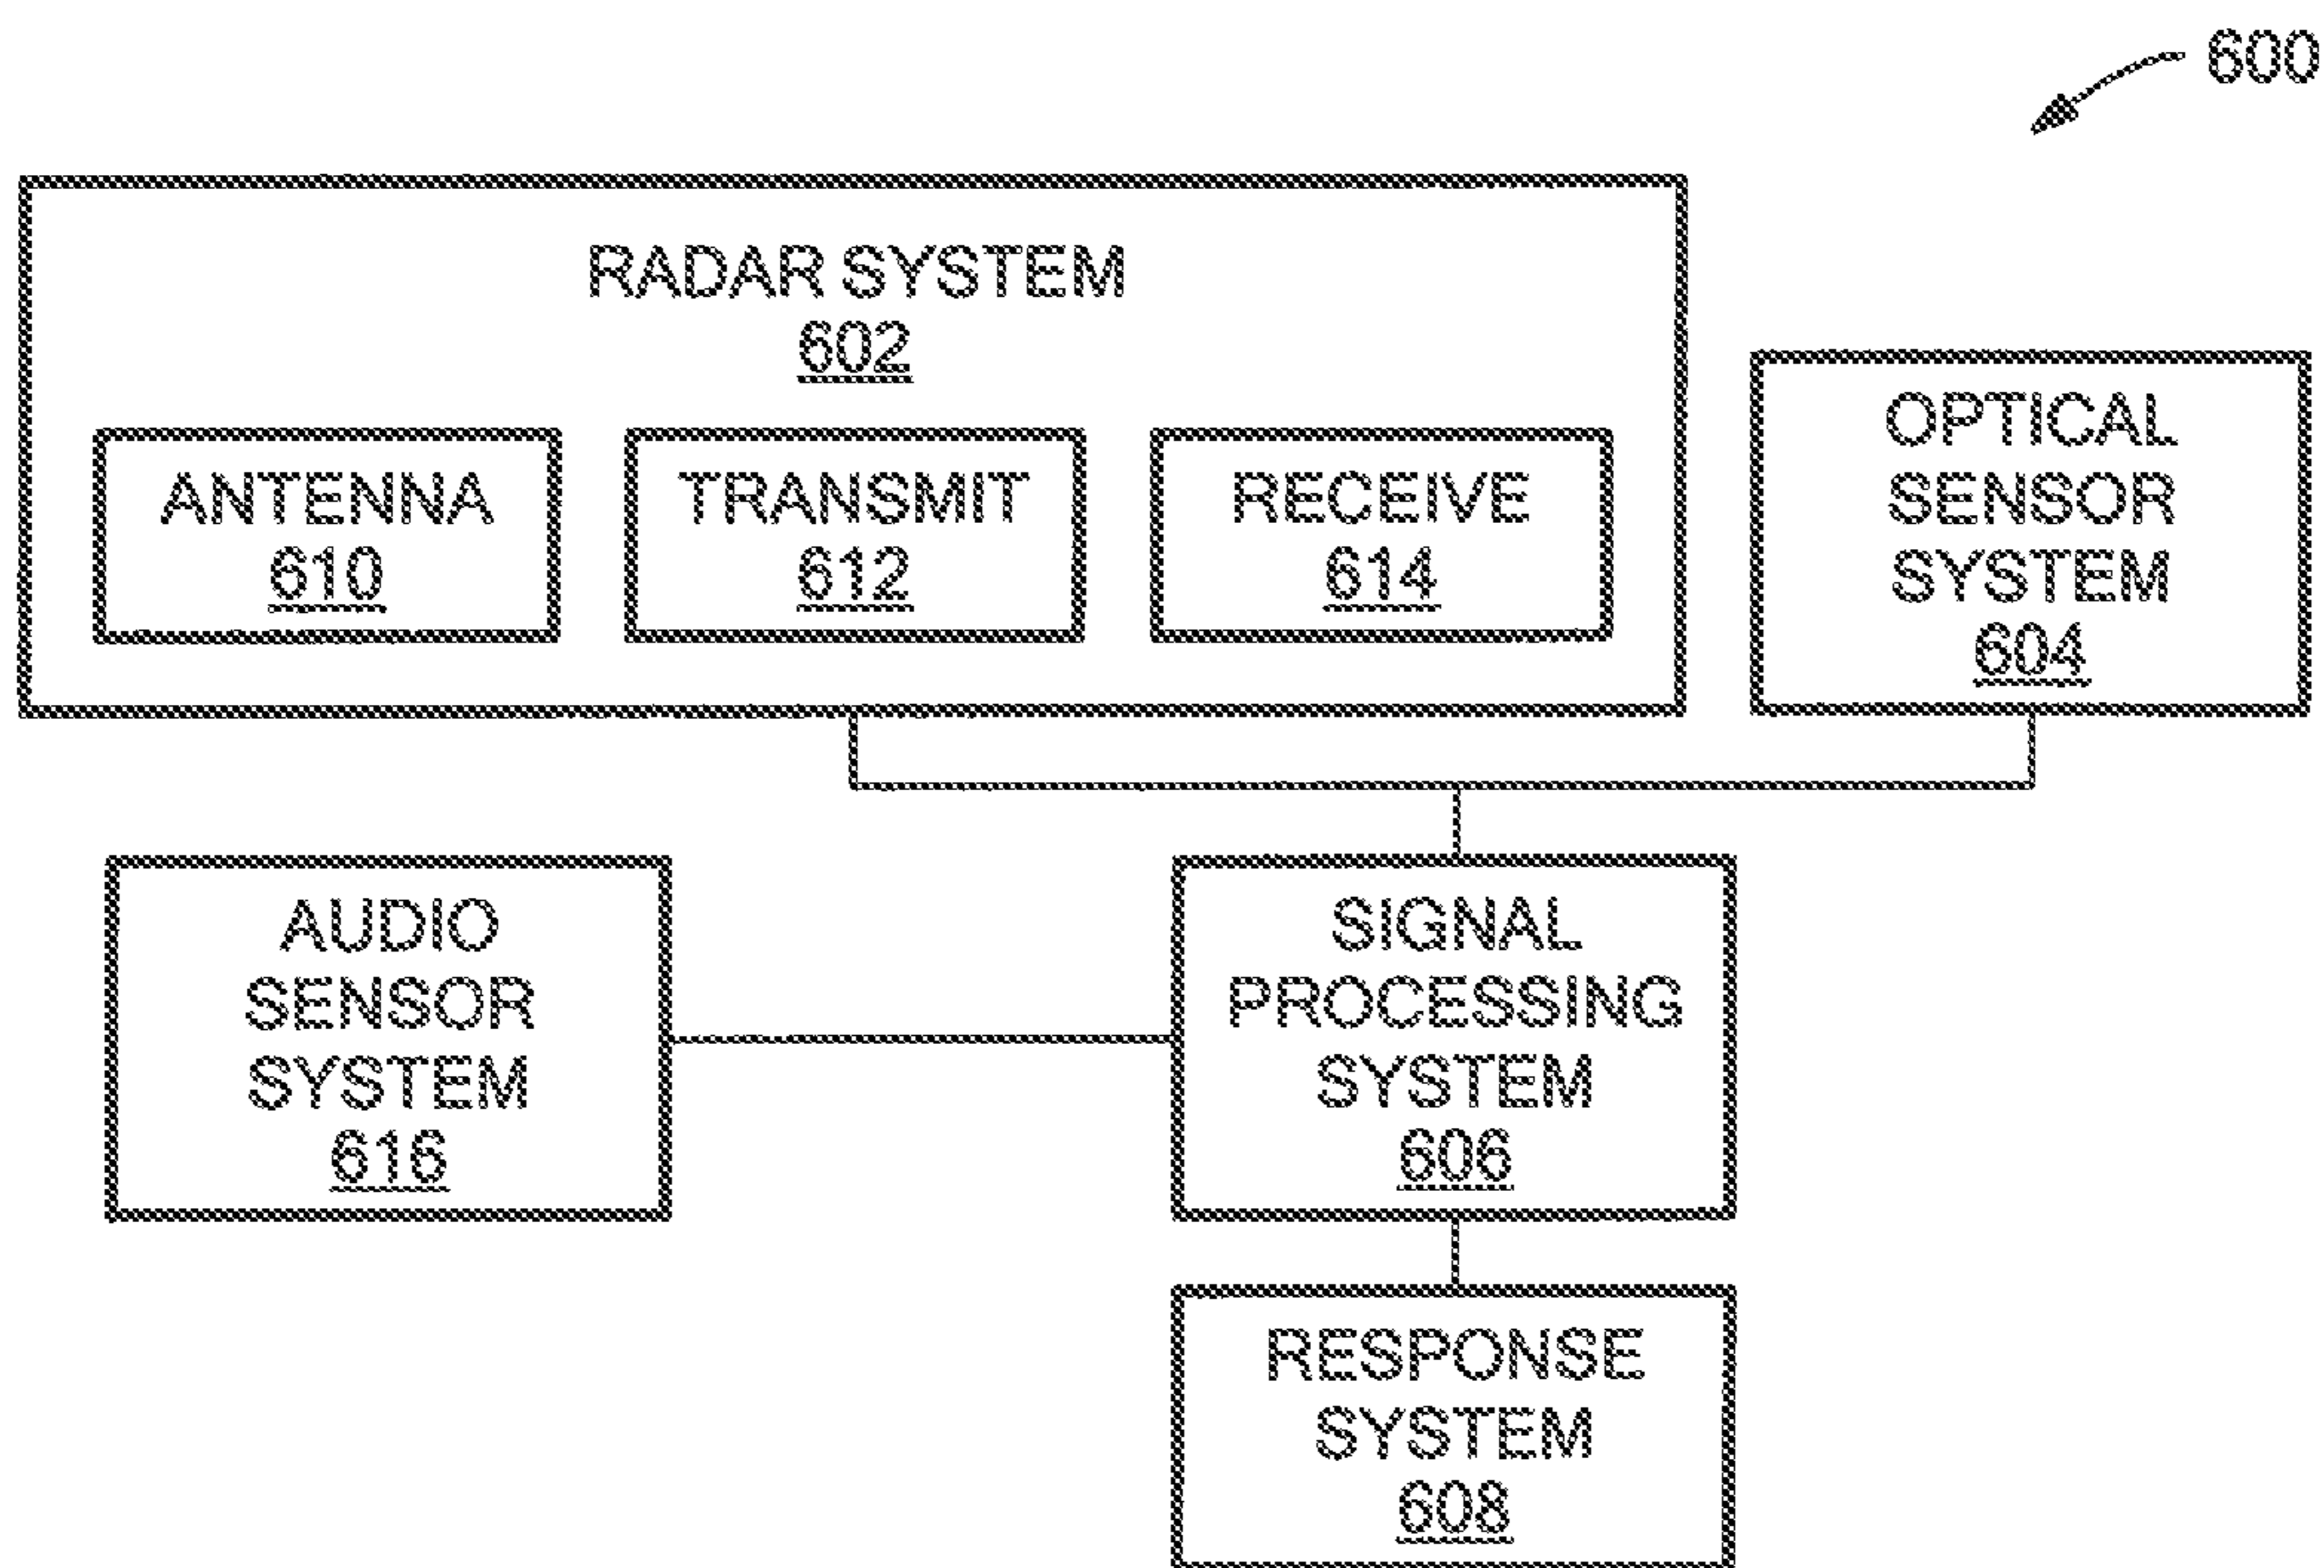 600
RADAR SYSTEM
602
ANTENNA
610
TRANSMIT
612
RECEIVE
614
OPTICAL
SENSOR
SYSTEM
604
AUDIO
SENSOR
SYSTEM
616
SIGNAL
PROCESSING
SYSTEM
606
RESPONSE
SYSTEM
608